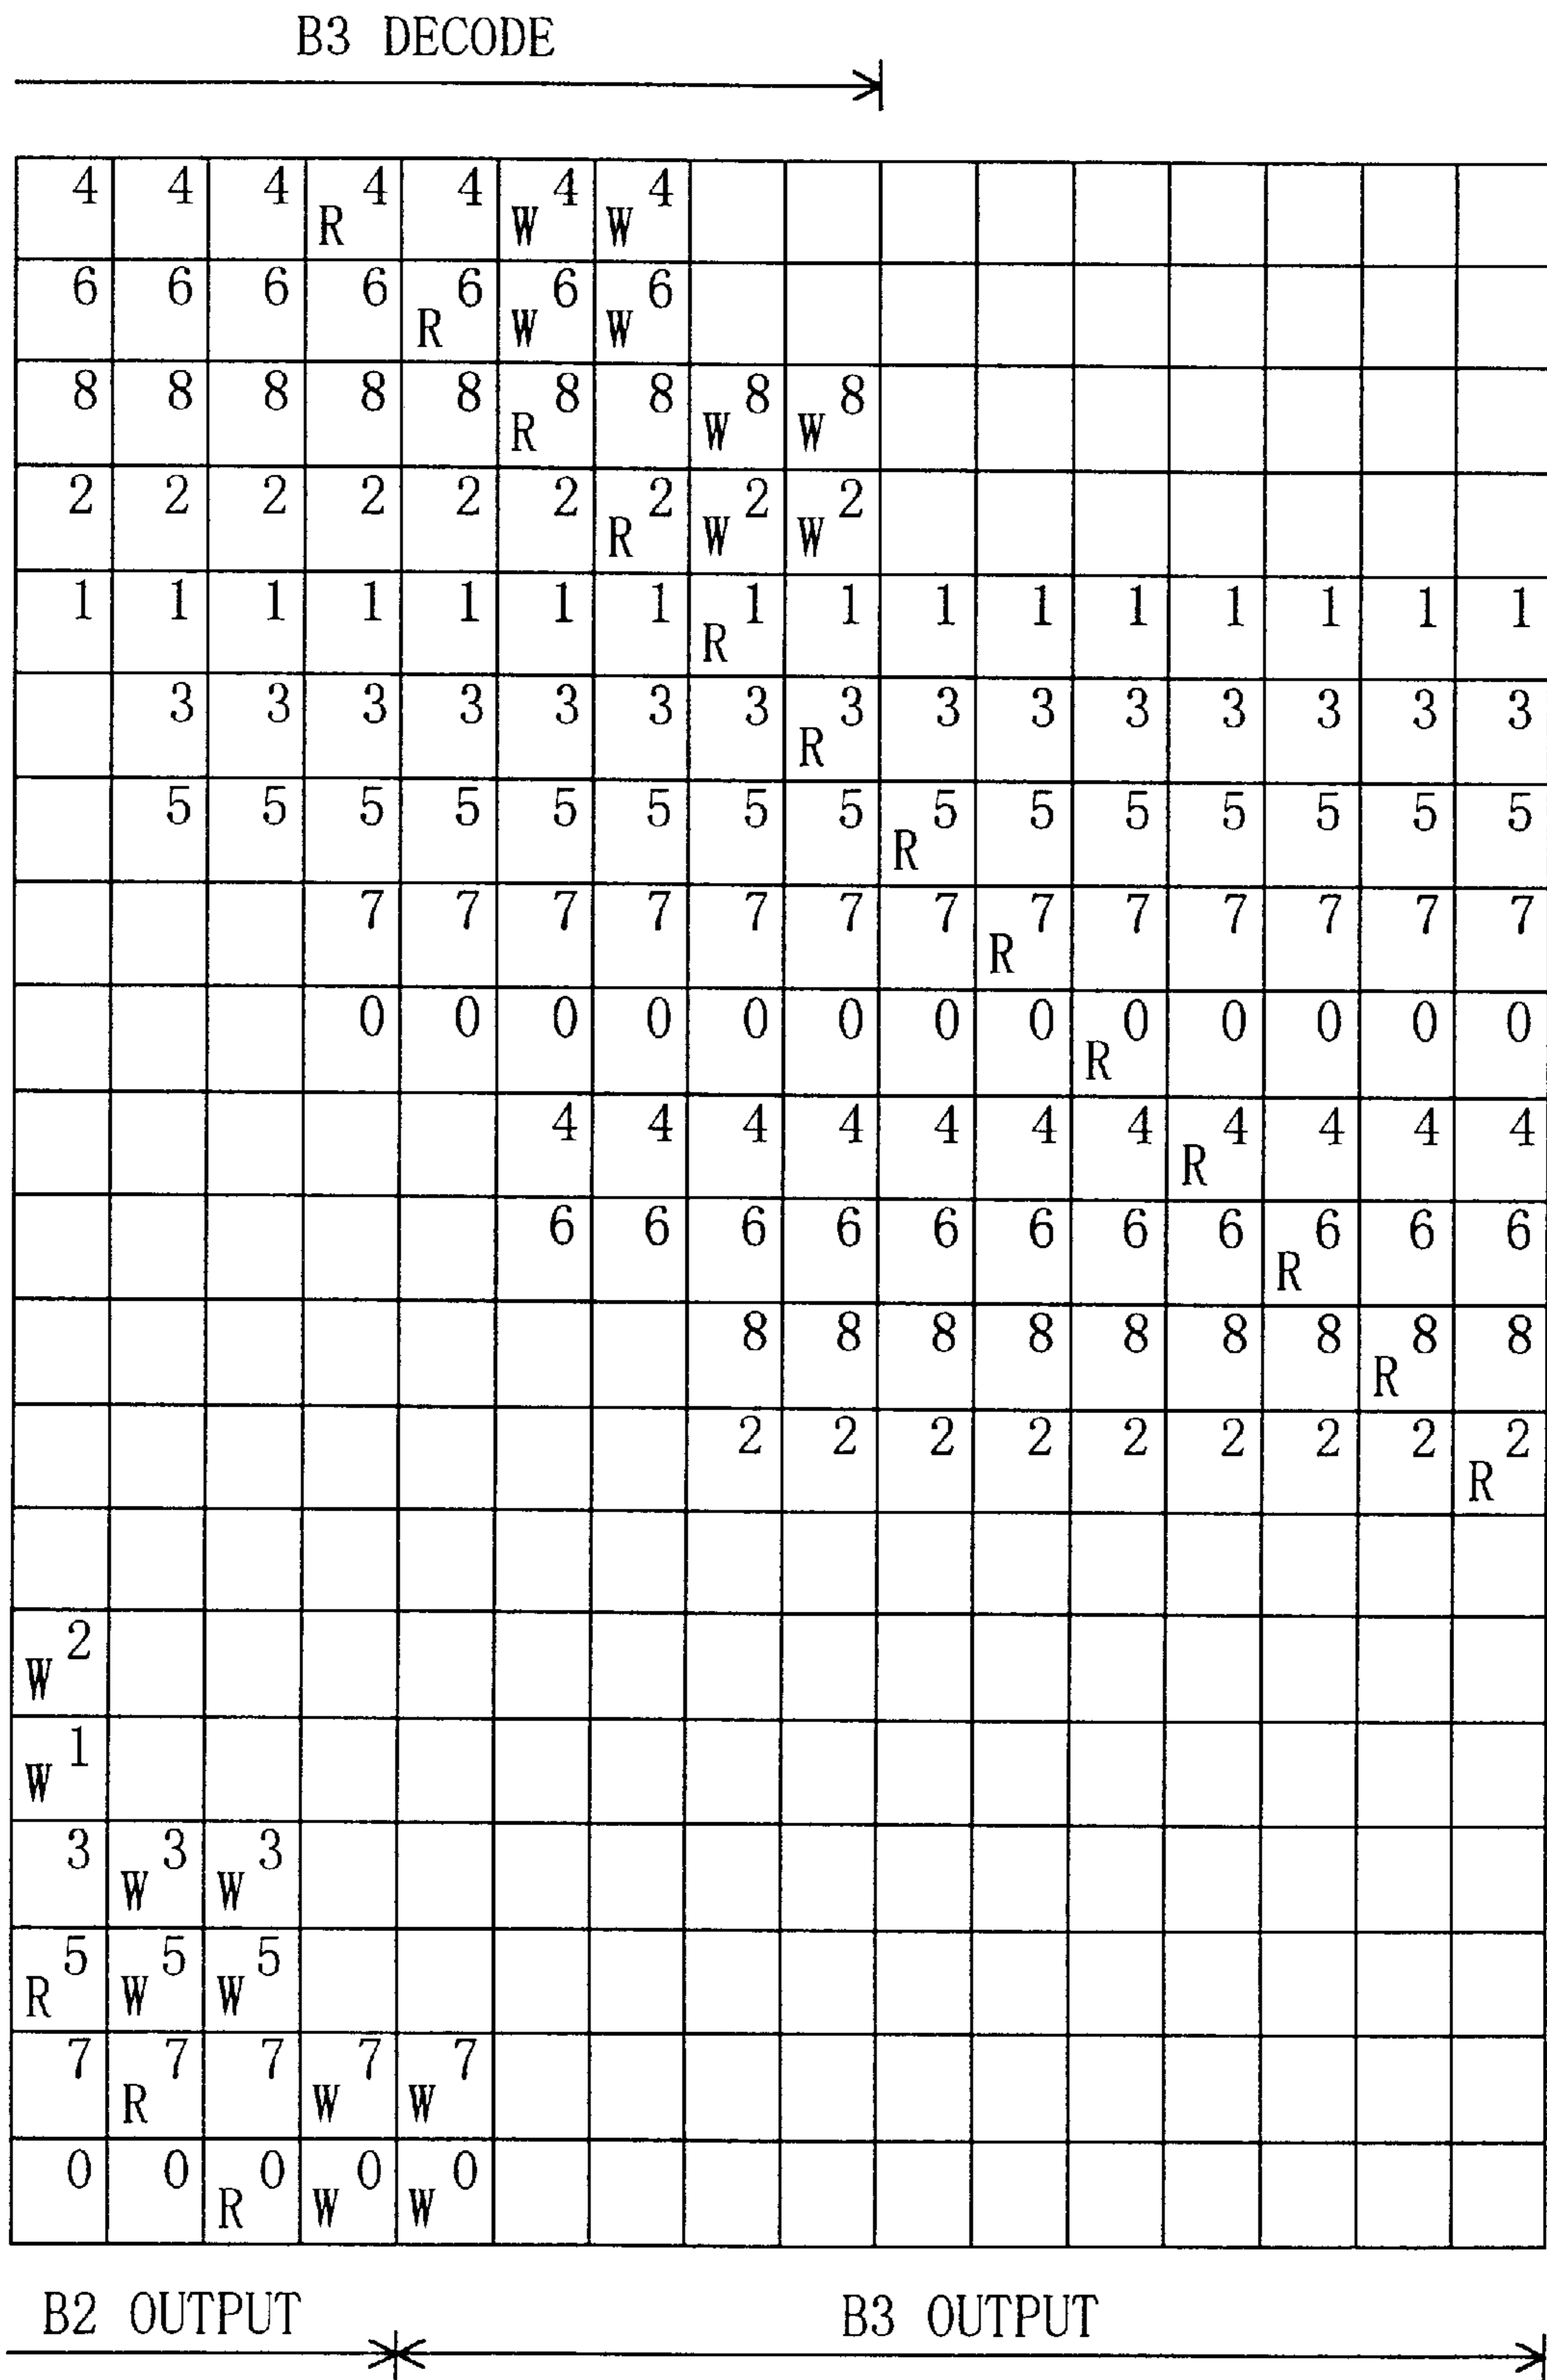 B3 DECODE
4 4 4 R 4 4 W 4 W 4
6 6 6 6 R 6 W 6 W 6
8 8 8 8 8 R 8 8 W 8 W 8
2 2 2 2 2 2 R 2 W 2 W 2
1 1 1 1 1 1 1 R 1 1 1 1 1 1 1 1 1
3 3 3 3 3 3 3 R 3 3 3 3 3 3 3 3
5 5 5 5 5 5 5 5 R 5 5 5 5 5 5 5
7 7 7 7 7 7 7 R 7 7 7 7 7 7
0 0 0 0 0 0 0 0 R 0 0 0 0 0
4 4 4 4 4 4 4 R 4 4 4 4
6 6 6 6 6 6 6 6 R 6 6 6
8 8 8 8 8 8 8 R 8 8
2 2 2 2 2 2 2 2 R 2
W 2
W 1
3 W 3 W 3
R 5 W 5 W 5
7 R 7 7 W 7 W 7
0 0 R 0 W 0 W 0
B2 OUTPUT B3 OUTPUT